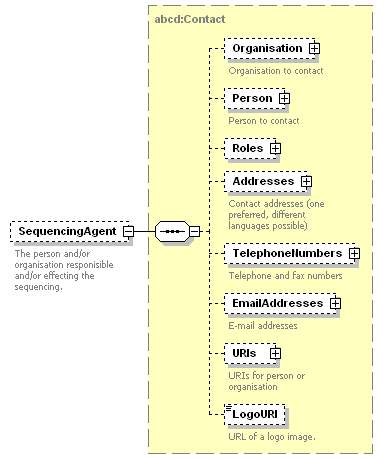 abcd:Contact
Organisation
Organisation to contact
Person
Person to contact
Roles
Addresses
Contact addresses (one
preferred, different
languages possible)
SequencingAgent
The person and/or
organisation responisible
and/or effecting the
sequencing.
TelephoneNumbers
Telephone and fax numbers
EmailAddresses
E-mail addresses
URIs
URIs for person or
organisation
LogoURI
URL of a logo image.